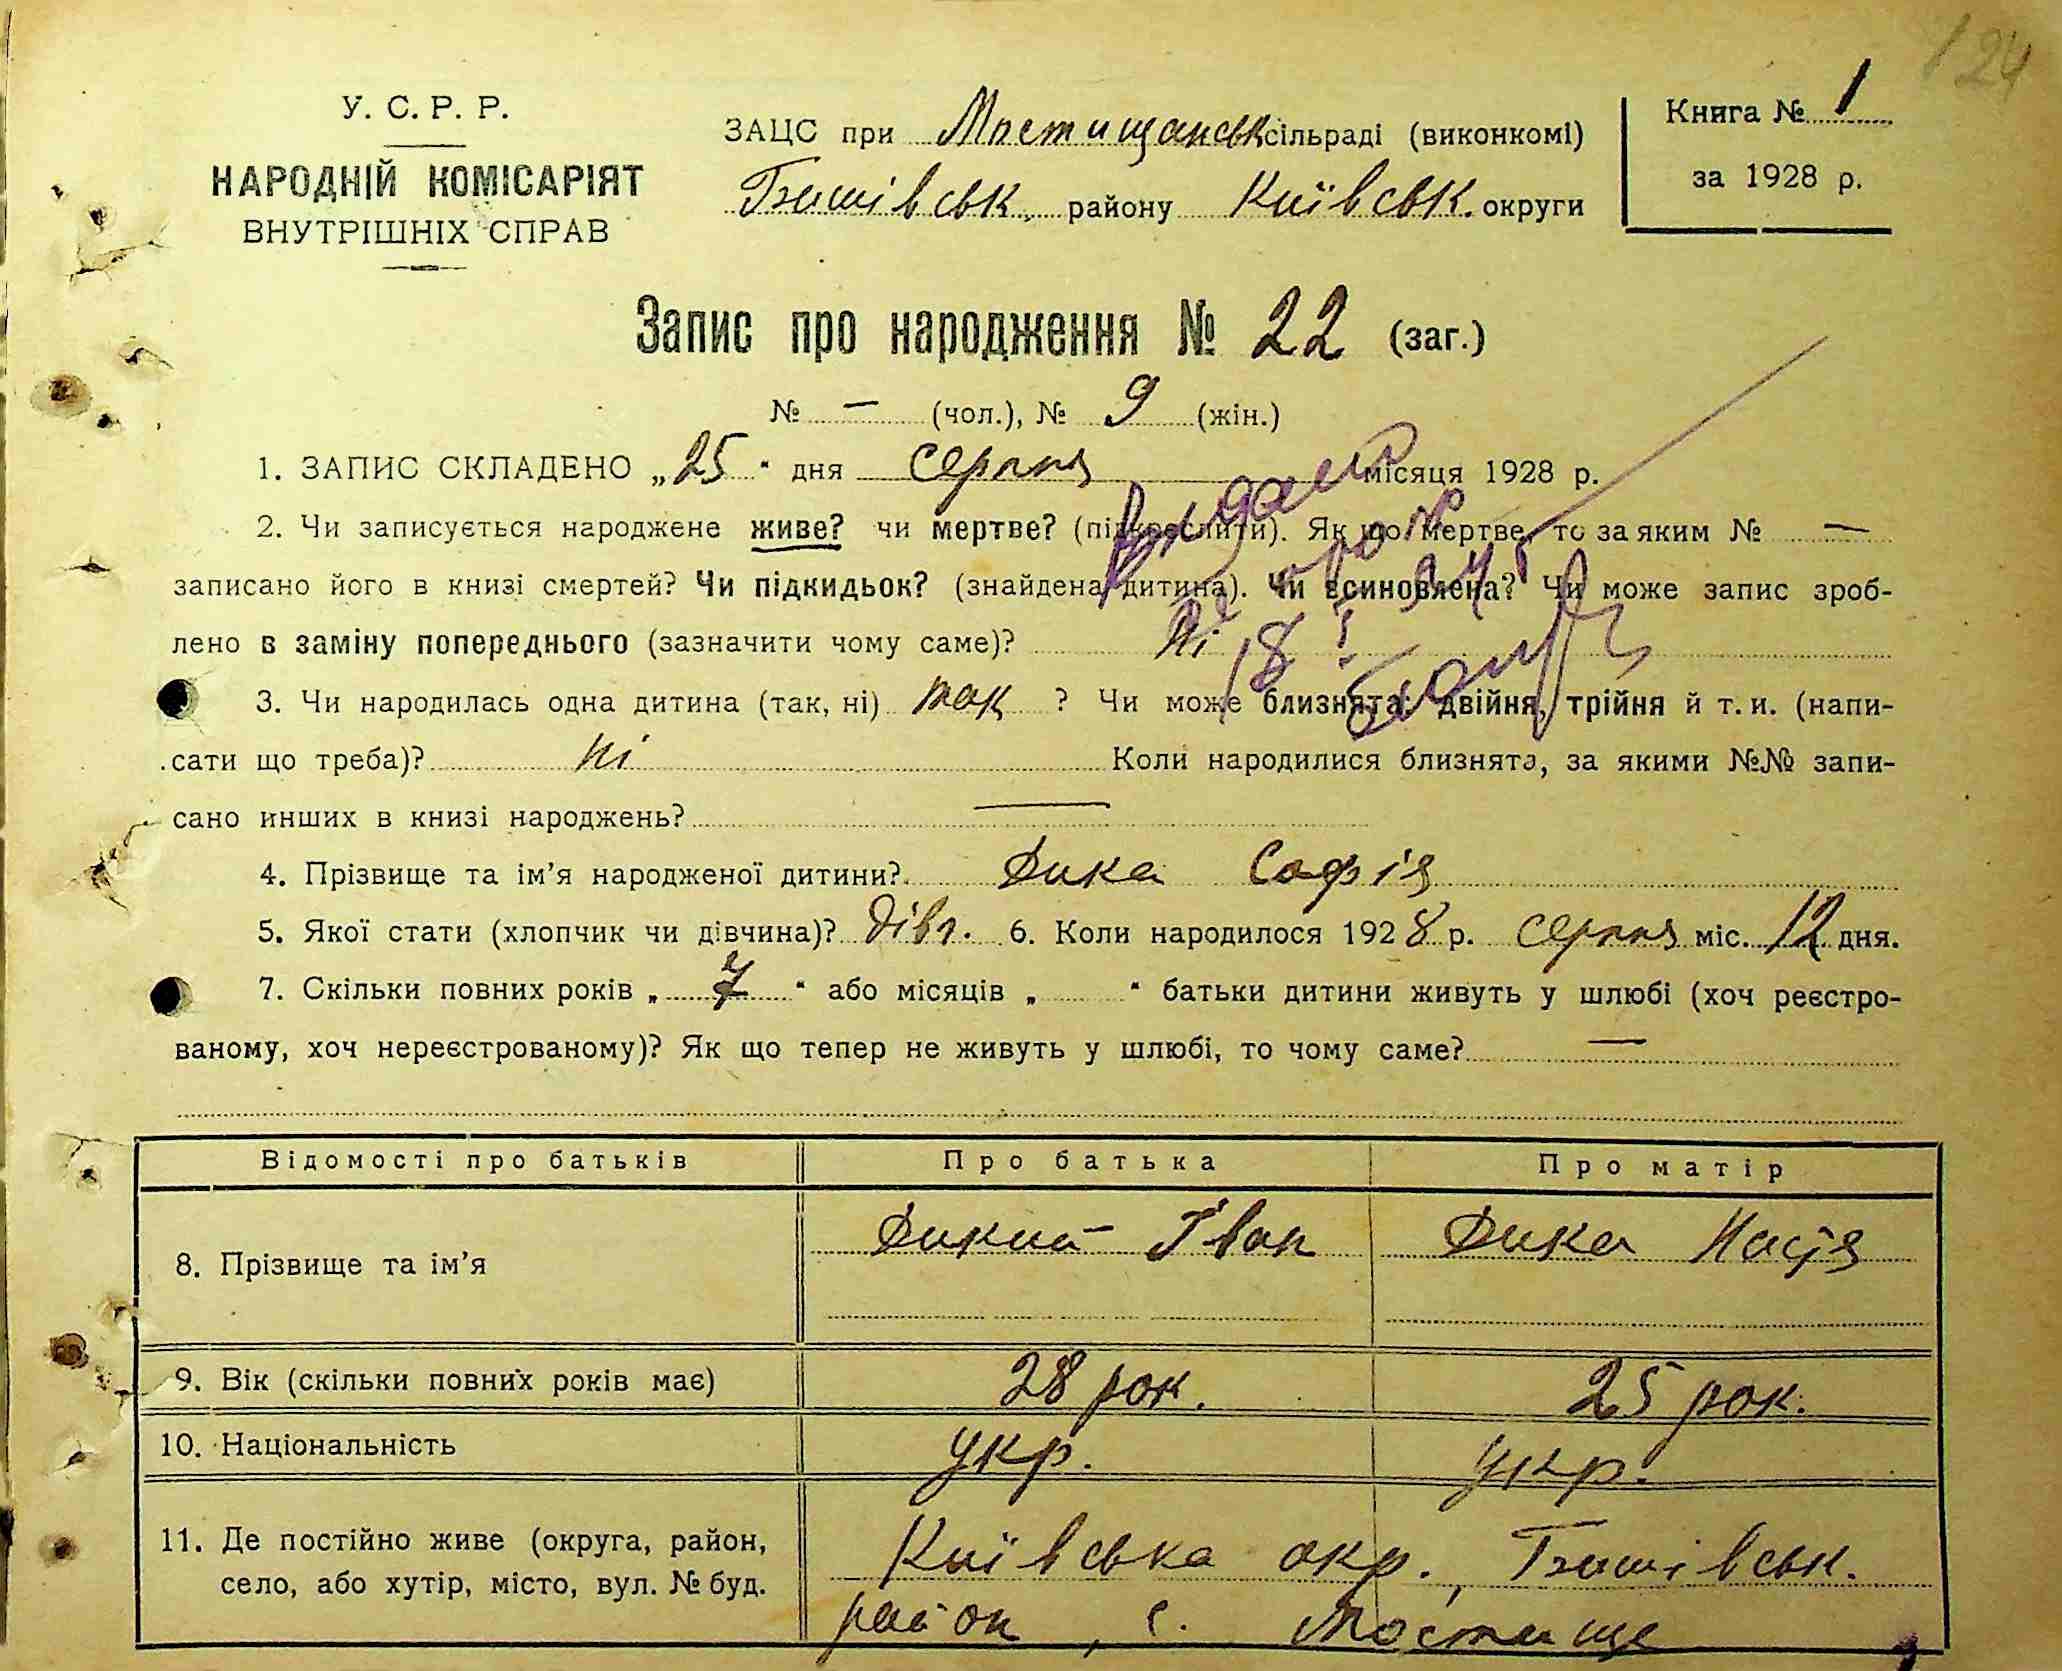 124
У. С. Р. Р.
НАРОДНІЙ КОМІСАРІЯТ
ВНУТРІШНІХ СПРАВ
ЗАЦС при Мостищанськ сільраді (виконкомі)
Бишівськ. району Київськ. округи
Книга № 1
за 1928 р.
Запис про народження № 22 (заг.)
№ — (чол.), № 9 (жін.)
1. ЗАПИС СКЛАДЕНО „25“ дня серпня місяця 1928 р.
2. Чи записується народжене живе? чи мертве? (підкреслити). Як що мертве, то за яким № —
записано його в книзі смертей? Чи підкидьок? (знайдена дитина). Чи всиновлена? Чи може запис зроб-
лено в заміну попереднього (зазначити чому саме)? Ні
Видано
18
3. Чи народилась одна дитина (так, ні) так ? Чи може близнята: двійня, трійня й т. и. (напи-
сати що треба)? ні Коли народилися близнята, за якими №№ запи-
сано инших в книзі народжень? —
4. Прізвище та ім’я народженої дитини? Дика Софія
5. Якої стати (хлопчик чи дівчина)? дівч. 6. Коли народилося 1928 р. серпня міс. 12 дня.
7. Скільки повних років „ 7 “ або місяців „ “ батьки дитини живуть у шлюбі (хоч реєстро-
ваному, хоч нереєстрованому)? Як що тепер не живуть у шлюбі, то чому саме? —
Відомості про батьків Про батька Про матір
8. Прізвище та ім’я Дикий Іван Дика Настя
9. Вік (скільки повних років має) 28 рок. 25 рок.
10. Національність укр. укр.
11. Де постійно живе (округа, район,
село, або хутір, місто, вул. № буд.
Київська окр., Бишівськ.
район, с. Мостище